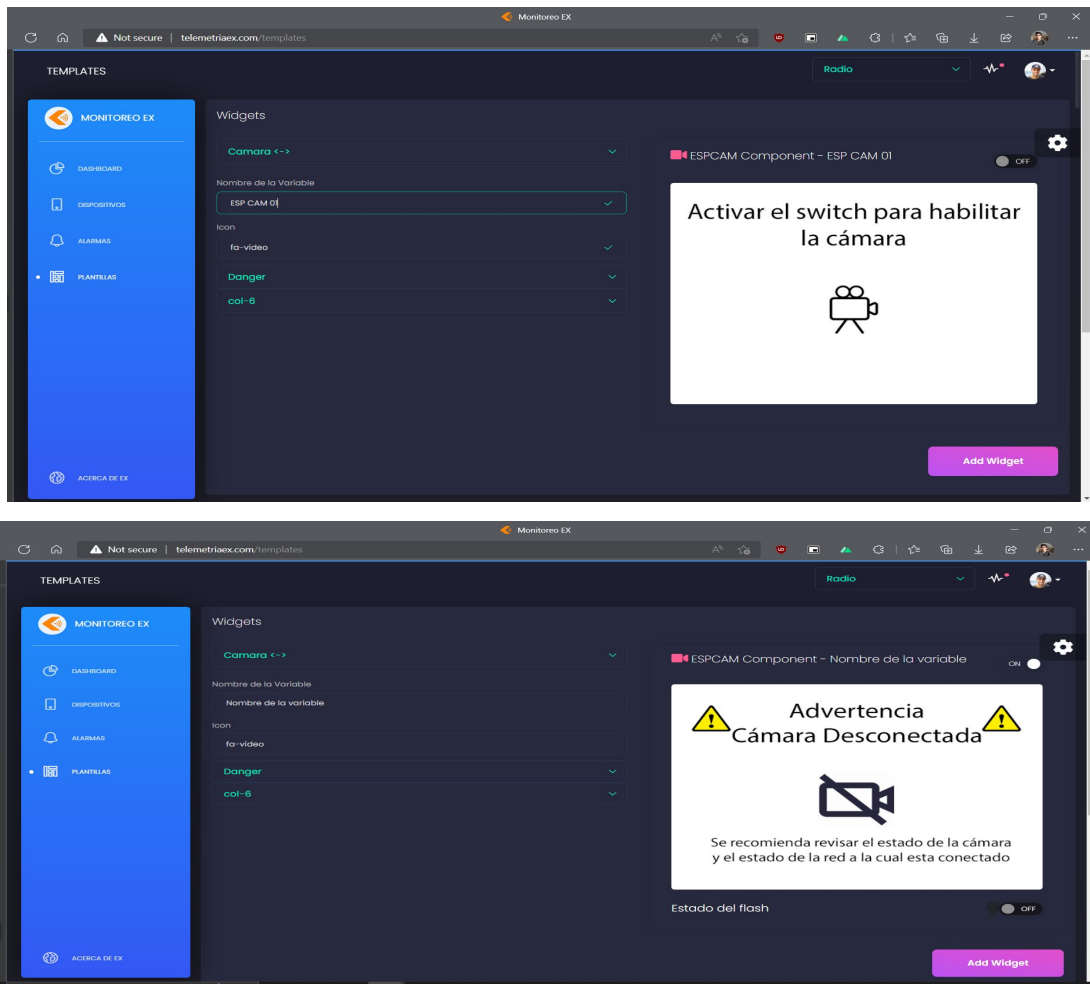 Monitoreo EX
Not secure | telemetriaex.com/templates
TEMPLATES
Radio
MONITOREO EX
DASHBOARD
DISPOSITIVOS
ALARMAS
PLANTILLAS
ACERCA DE EX
Widgets
Camara <->
Nombre de la Variable
ESP CAM 01
Icon
fa-video
Danger
col-6
ESPCAM Component - ESP CAM 01
OFF
Activar el switch para habilitar
la cámara
Add Widget
Monitoreo EX
Not secure | telemetriaex.com/templates
TEMPLATES
Radio
MONITOREO EX
DASHBOARD
DISPOSITIVOS
ALARMAS
PLANTILLAS
ACERCA DE EX
Widgets
Camara <->
Nombre de la Variable
Nombre de la variable
Icon
fa-video
Danger
col-6
ESPCAM Component - Nombre de la variable
ON
Advertencia
Cámara Desconectada
Se recomienda revisar el estado de la cámara
y el estado de la red a la cual esta conectado
Estado del flash
OFF
Add Widget